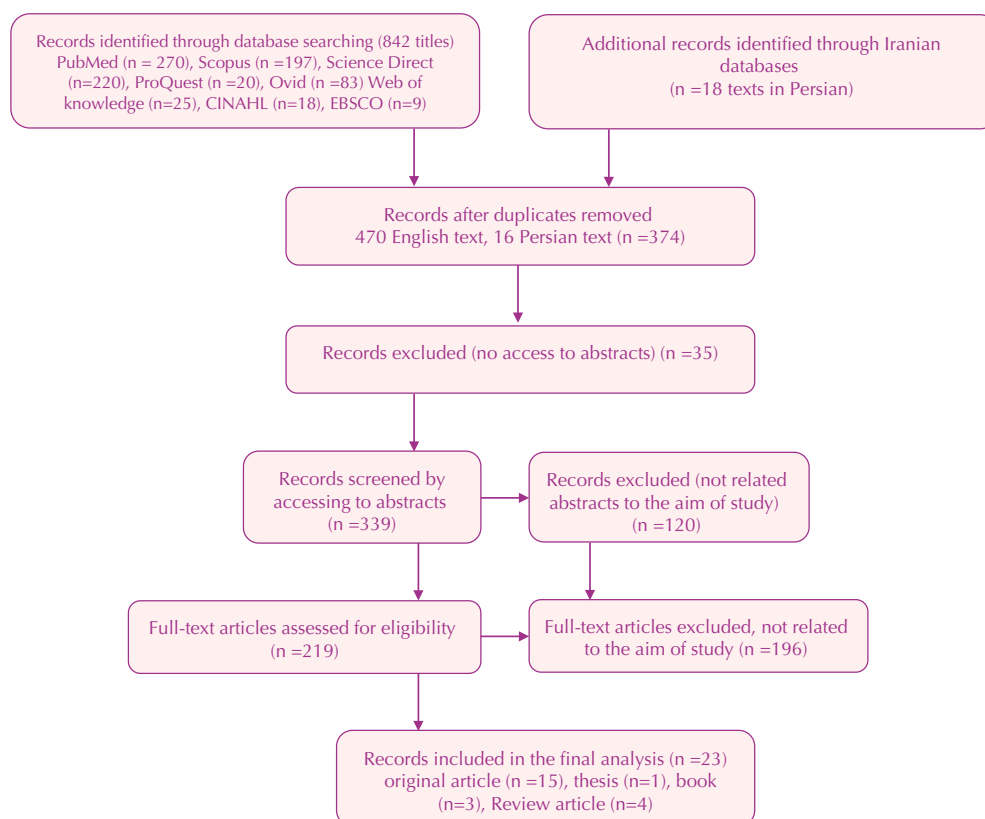 Records identified through database searching (842 titles)
PubMed (n = 270), Scopus (n =197), Science Direct
(n=220), ProQuest (n =20), Ovid (n =83) Web of
knowledge (n=25), CINAHL (n=18), EBSCO (n=9)
Additional records identified through Iranian
databases
(n =18 texts in Persian)
Records after duplicates removed
470 English text, 16 Persian text (n =374)
Records excluded (no access to abstracts) (n =35)
Records screened by
accessing to abstracts
(n =339)
Records excluded (not related
abstracts to the aim of study)
(n =120)
Full-text articles assessed for eligibility
(n =219)
Full-text articles excluded, not related
to the aim of study (n =196)
Records included in the final analysis (n =23)
original article (n =15), thesis (n=1), book
(n=3), Review article (n=4)